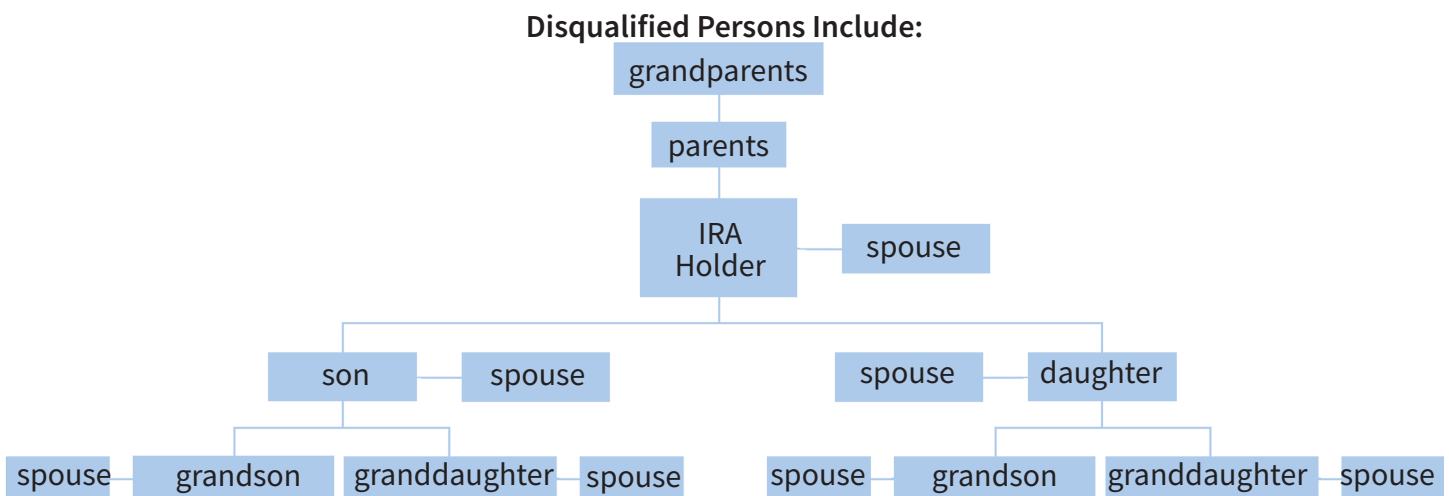 Disqualified Persons Include:
grandparents
parents
IRA
Holder
spouse
son
spouse
spouse
daughter
spouse
grandson
granddaughter
spouse
spouse
grandson
granddaughter
spouse